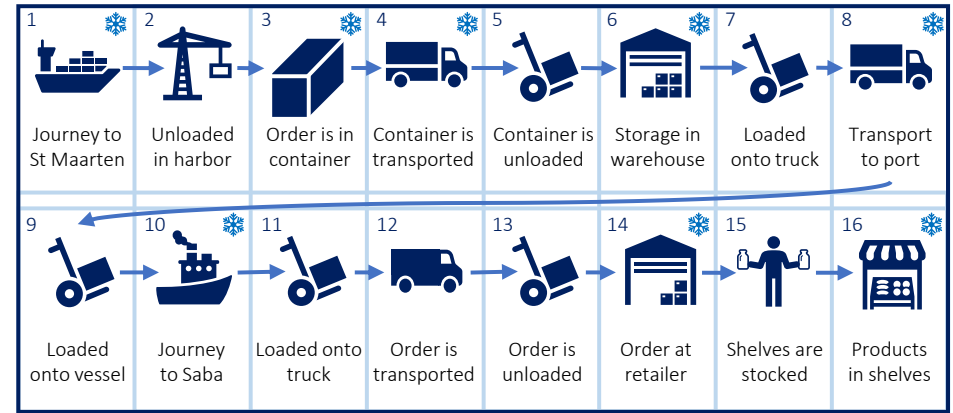 1
Journey to
St Maarten
2
Unloaded
in harbor
3
Order is in
container
4
Container is
transported
5
Container is
unloaded
6
Storage in
warehouse
7
Loaded
onto truck
8
Transport
to port
9
Loaded
onto vessel
10
Journey
to Saba
11
Loaded onto
truck
12
Order is
transported
13
Order is
unloaded
14
Order at
retailer
15
Shelves are
stocked
16
Products
in shelves